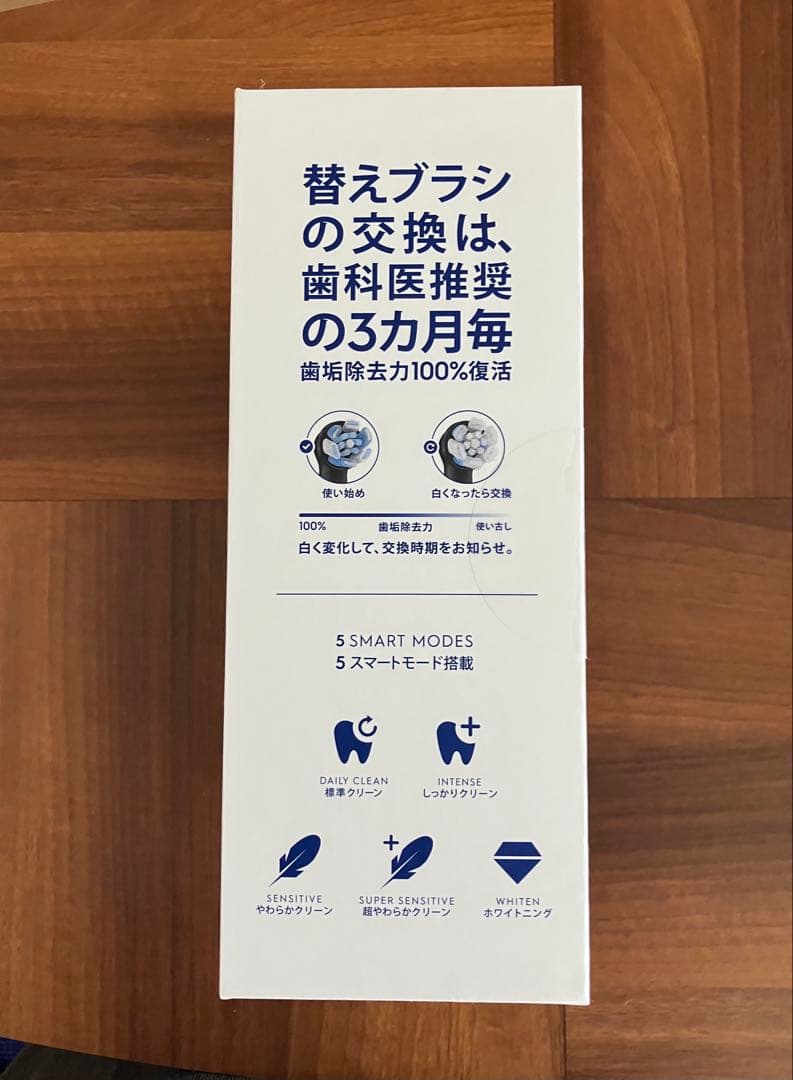 替えブラシ
の交換は、
歯科医推奨
の3カ月毎
歯垢除去力100%復活
使い始め
白くなったら交換
100%
歯垢除去力
使い古し
白く変化して、交換時期をお知らせ。
5 SMART MODES
5 スマートモード搭載
DAILY CLEAN
標準クリーン
INTENSE
しっかりクリーン
SENSITIVE
やわらかクリーン
SUPER SENSITIVE
超やわらかクリーン
WHITEN
ホワイトニング